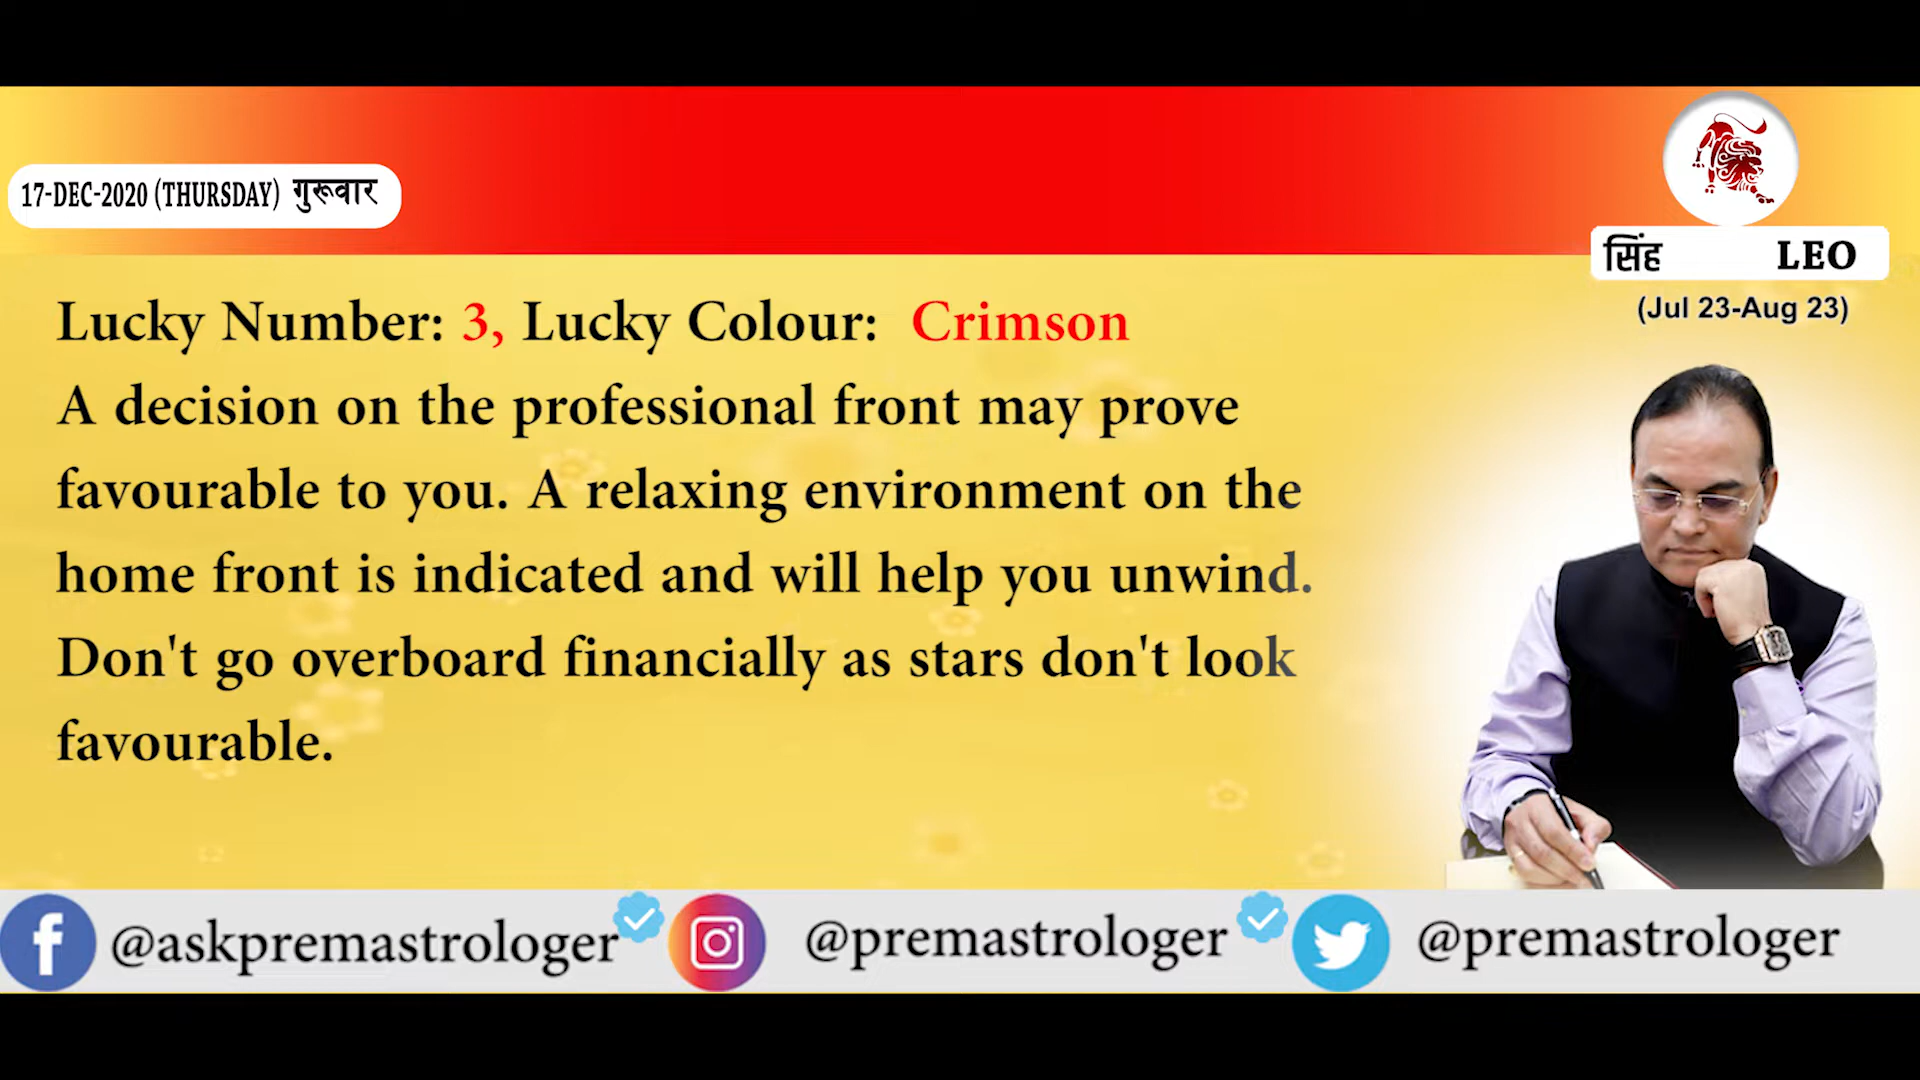 17-DEC-2020 (THURSDAY) गुरूवार
सिंह LEO
(Jul 23-Aug 23)
Lucky Number: 3, Lucky Colour: Crimson
A decision on the professional front may prove
favourable to you. A relaxing environment on the
home front is indicated and will help you unwind.
Don't go overboard financially as stars don't look
favourable.
@askpremastrologer @premastrologer @premastrologer